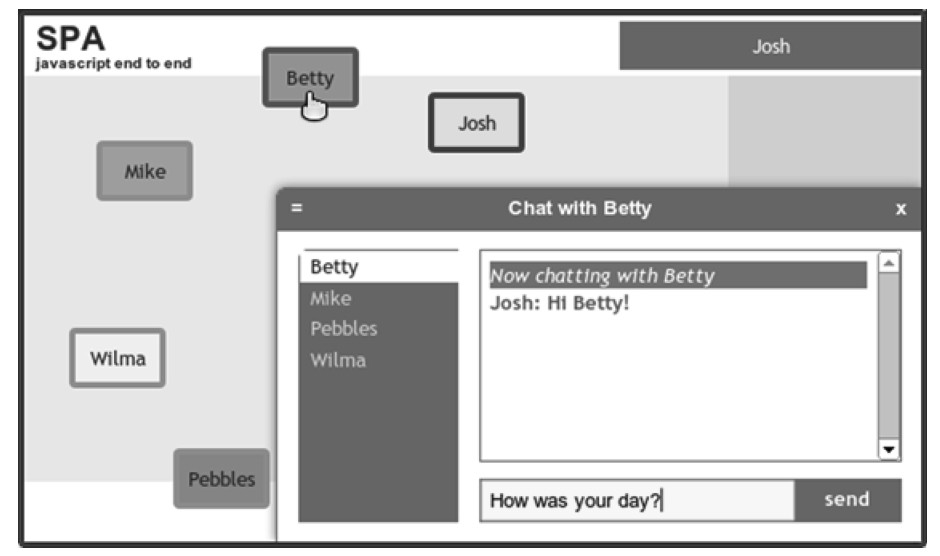 SPA
javascript end to end
Josh
Betty
Josh
Mike
Wilma
Pebbles
= Chat with Betty x
Betty
Mike
Pebbles
Wilma
Now chatting with Betty
Josh: Hi Betty!
How was your day?
send